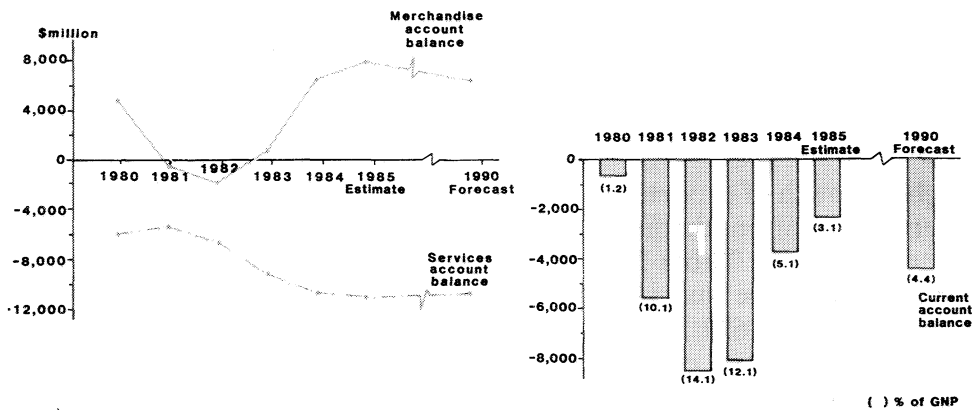 $million
Merchandise
account
balance
8,000
4,000
0
1980 1981 1982 1983 1984 1985 1990
Estimate Forecast
-4,000
-8,000
-12,000
Services
account
balance
1980 1981 1982 1983 1984 1985 1990
Estimate Forecast
0
-2,000
-4,000
-6,000
-8,000
(1.2)
(10.1)
(14.1)
(12.1)
(5.1)
(3.1)
(4.4)
Current
account
balance
( ) % of GNP